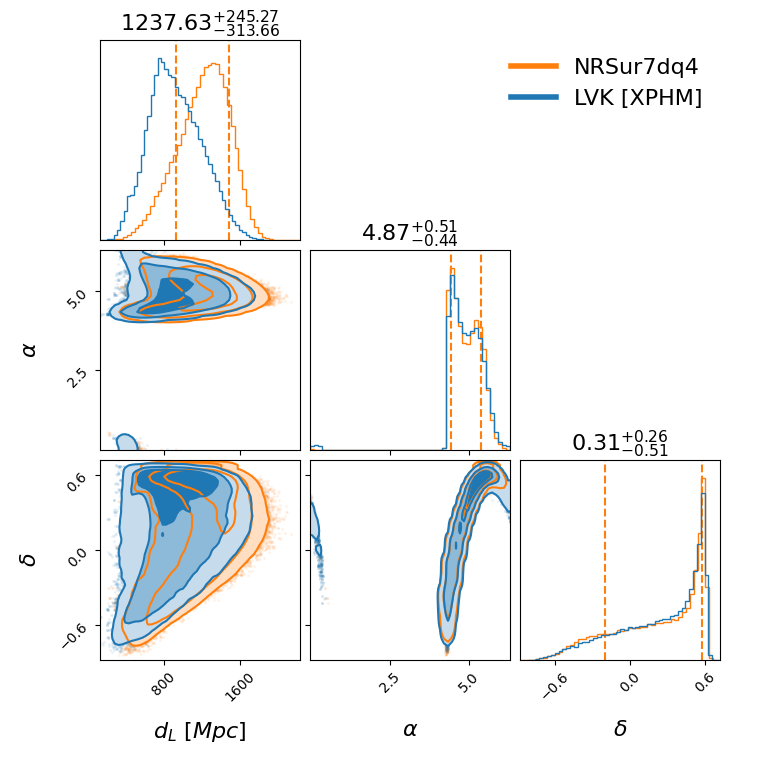 1237.63 +245.27 −313.66
NRSur7dq4
LVK [XPHM]
4.87 +0.51 −0.44
5.0
2.5
α
0.31 +0.26 −0.51
0.6
0.0
−0.6
δ
800 1600 2.5 5.0 −0.6 0.0 0.6
d_L [Mpc] α δ